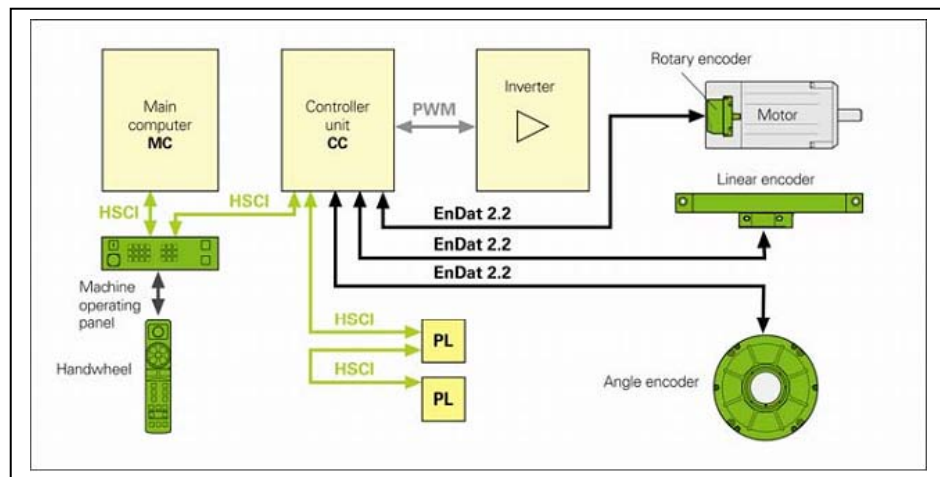 Main
computer
MC
Controller
unit
CC
PWM
Inverter
Rotary encoder
Motor
Linear encoder
HSCI
HSCI
EnDat 2.2
EnDat 2.2
EnDat 2.2
Machine
operating
panel
Handwheel
HSCI
PL
HSCI
PL
Angle encoder